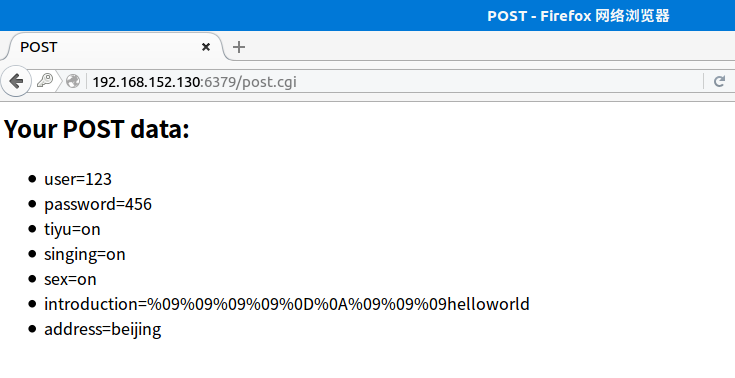 POST - Firefox 网络浏览器
POST
192.168.152.130:6379/post.cgi
Your POST data:
user=123
password=456
tiyu=on
singing=on
sex=on
introduction=%09%09%09%09%0D%0A%09%09%09helloworld
address=beijing